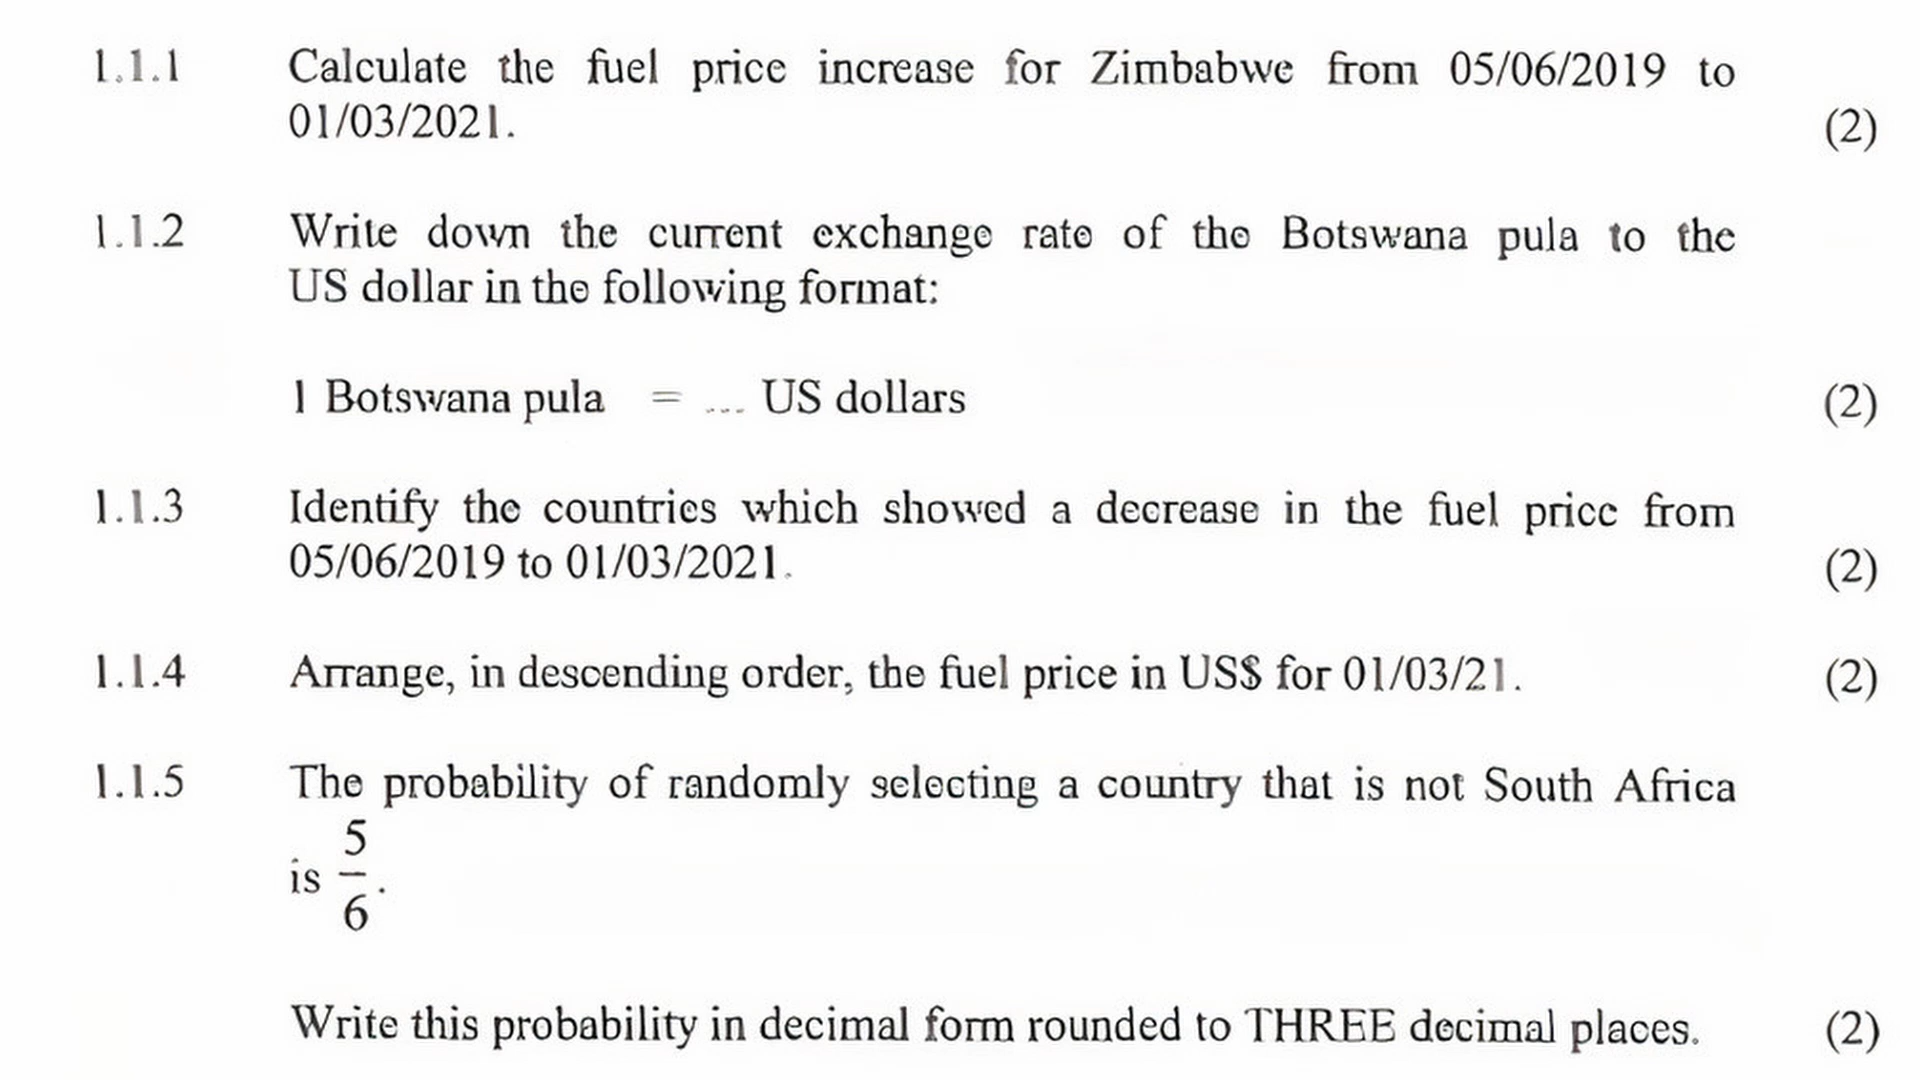 1.1.1 Calculate the fuel price increase for Zimbabwe from 05/06/2019 to
01/03/2021. (2)
1.1.2 Write down the current exchange rate of the Botswana pula to the
US dollar in the following format:
1 Botswana pula = ... US dollars (2)
1.1.3 Identify the countries which showed a decrease in the fuel price from
05/06/2019 to 01/03/2021. (2)
1.1.4 Arrange, in descending order, the fuel price in US$ for 01/03/21. (2)
1.1.5 The probability of randomly selecting a country that is not South Africa
is 5/6.
Write this probability in decimal form rounded to THREE decimal places. (2)